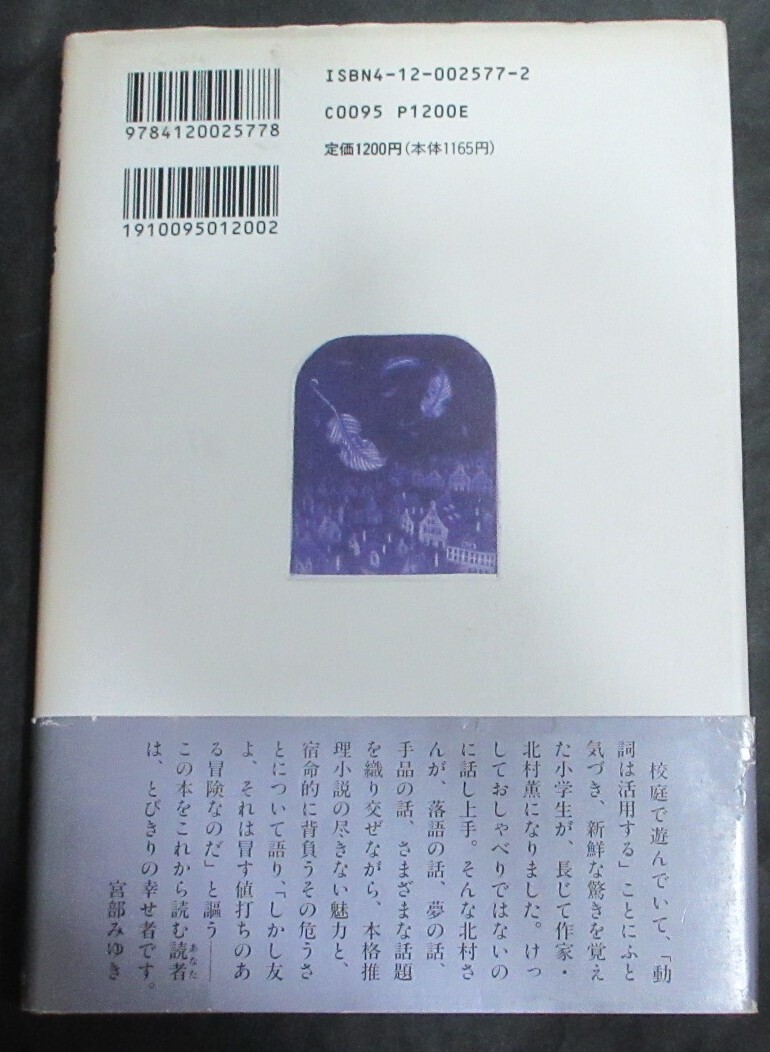 ISBN4-12-002577-2
C0095 P1200E
定価1200円(本体1165円)
9784120025778
1910095012002
校庭で遊んでいて、「動
詞は活用する」ことにふと
気づき、新鮮な驚きを覚え
た小学生が、長じて作家・
北村薫になりました。けっ
しておしゃべりではないの
に話し上手。そんな北村さ
んが、落語の話、夢の話、
手品の話、さまざまな話題
を織り交ぜながら、本格推
理小説の尽きない魅力と、
宿命的に背負うその危うさ
とについて語り、「しかし友
よ、それは冒す値打ちのあ
る冒険なのだ」と謳う――
この本をこれから読む読者あなた
は、とびきりの幸せ者です。
宮部みゆき